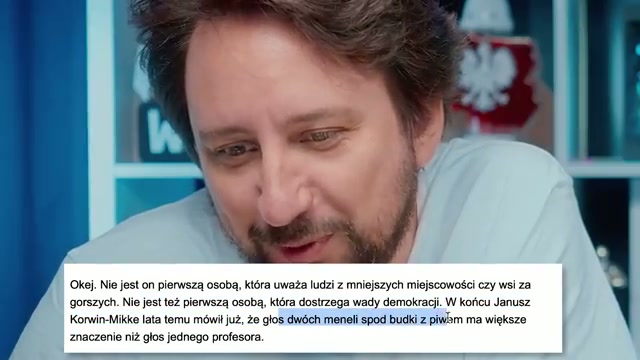 Okej. Nie jest on pierwszą osobą, która uważa ludzi z mniejszych miejscowości czy wsi za
gorszych. Nie jest też pierwszą osobą, która dostrzega wady demokracji. W końcu Janusz
Korwin-Mikke lata temu mówił już, że głos dwóch meneli spod budki z piwem ma większe
znaczenie niż głos jednego profesora.